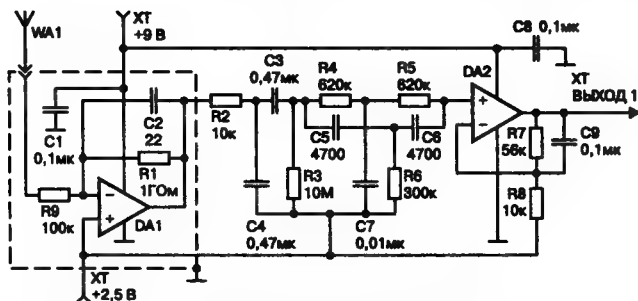 WA1
XT
+9 В
C8 0,1мк
C1
0,1мк
C2
22
R1
1ГОм
R9
100к
DA1
XT
+2,5 В
R2
10к
C3
0,47мк
R4
620к
R5
620к
C5
4700
C6
4700
R3
10М
R6
300к
C4
0,47мк
C7
0,01мк
DA2
XT
ВЫХОД 1
R7
56к
C9
0,1мк
R8
10к